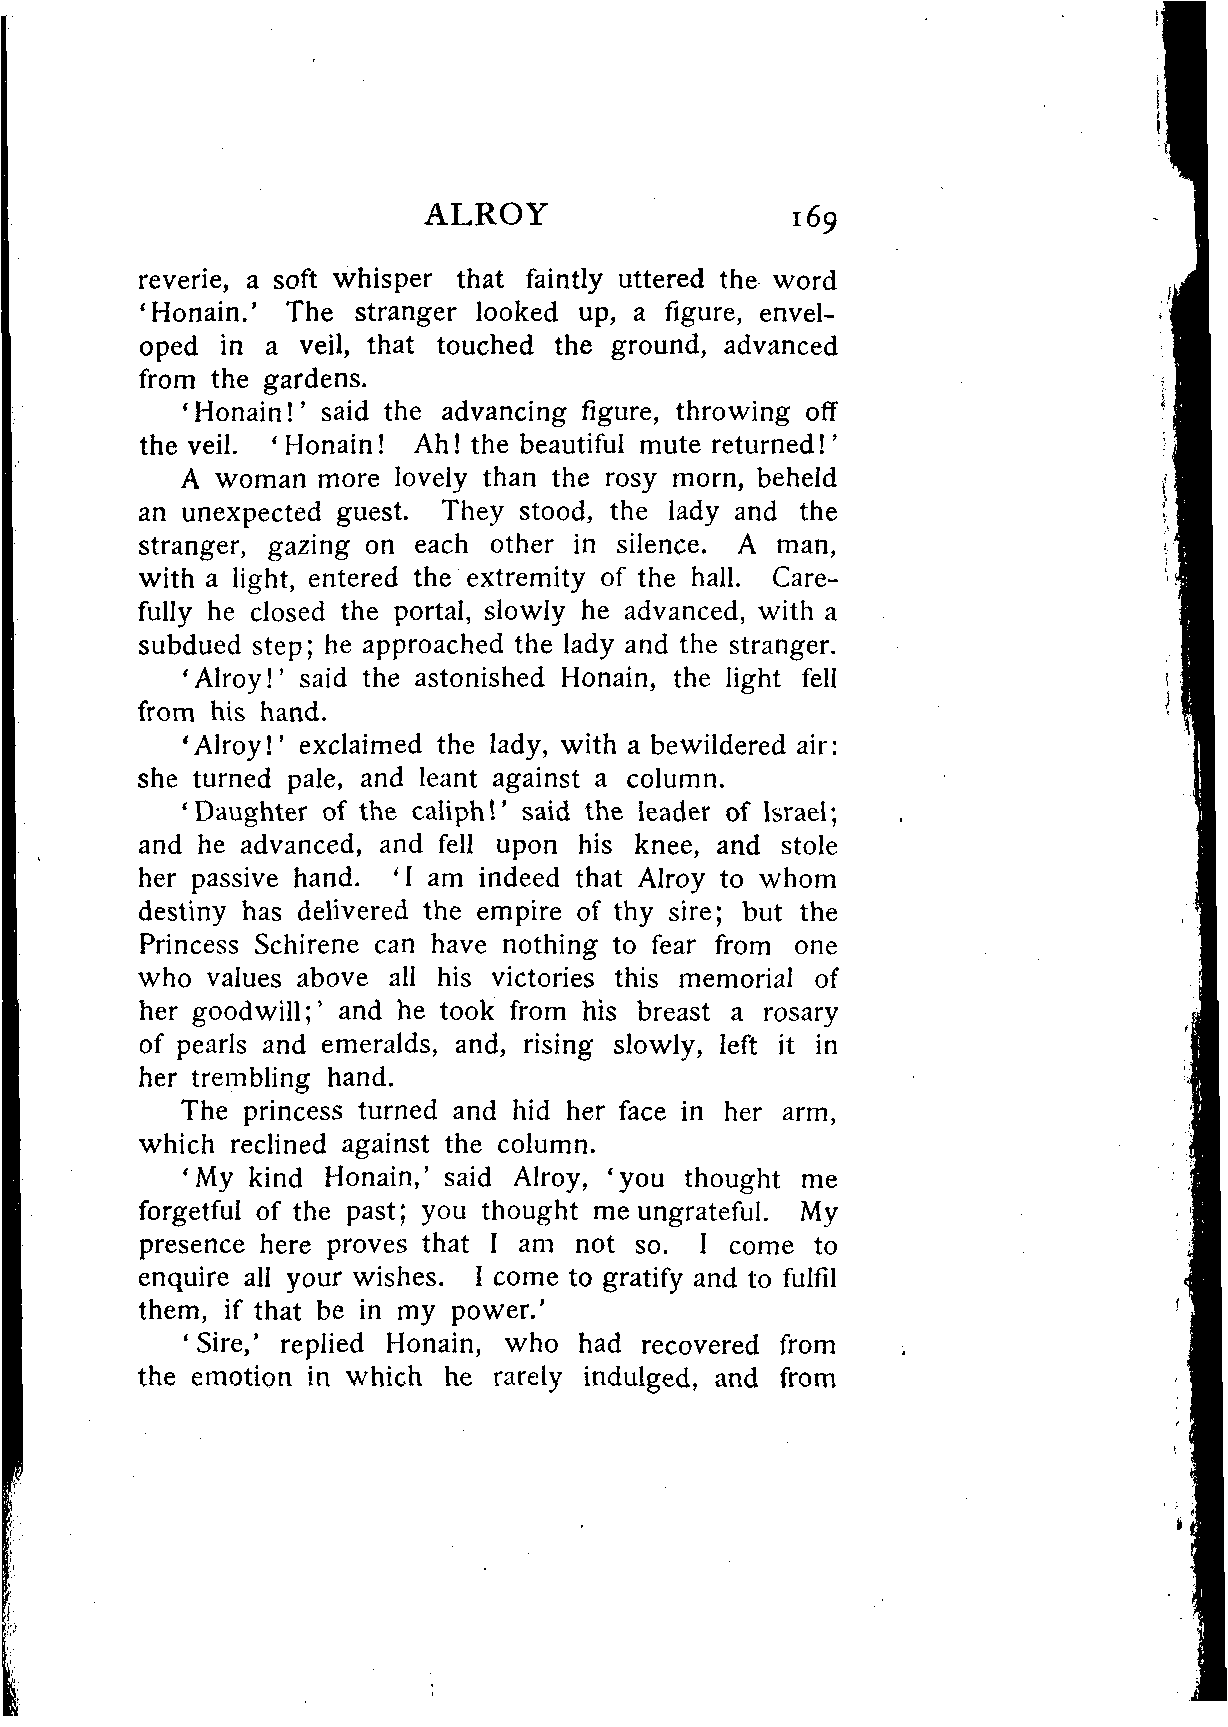 ALROY 169
reverie, a soft whisper that faintly uttered the word
‘Honain.’ The stranger looked up, a figure, envel-
oped in a veil, that touched the ground, advanced
from the gardens.
‘Honain!’ said the advancing figure, throwing off
the veil. ‘Honain! Ah! the beautiful mute returned!’
A woman more lovely than the rosy morn, beheld
an unexpected guest. They stood, the lady and the
stranger, gazing on each other in silence. A man,
with a light, entered the extremity of the hall. Care-
fully he closed the portal, slowly he advanced, with a
subdued step; he approached the lady and the stranger.
‘Alroy!’ said the astonished Honain, the light fell
from his hand.
‘Alroy!’ exclaimed the lady, with a bewildered air:
she turned pale, and leant against a column.
‘Daughter of the caliph!’ said the leader of Israel;
and he advanced, and fell upon his knee, and stole
her passive hand. ‘I am indeed that Alroy to whom
destiny has delivered the empire of thy sire; but the
Princess Schirene can have nothing to fear from one
who values above all his victories this memorial of
her goodwill;’ and he took from his breast a rosary
of pearls and emeralds, and, rising slowly, left it in
her trembling hand.
The princess turned and hid her face in her arm,
which reclined against the column.
‘My kind Honain,’ said Alroy, ‘you thought me
forgetful of the past; you thought me ungrateful. My
presence here proves that I am not so. I come to
enquire all your wishes. I come to gratify and to fulfil
them, if that be in my power.’
‘Sire,’ replied Honain, who had recovered from
the emotion in which he rarely indulged, and from